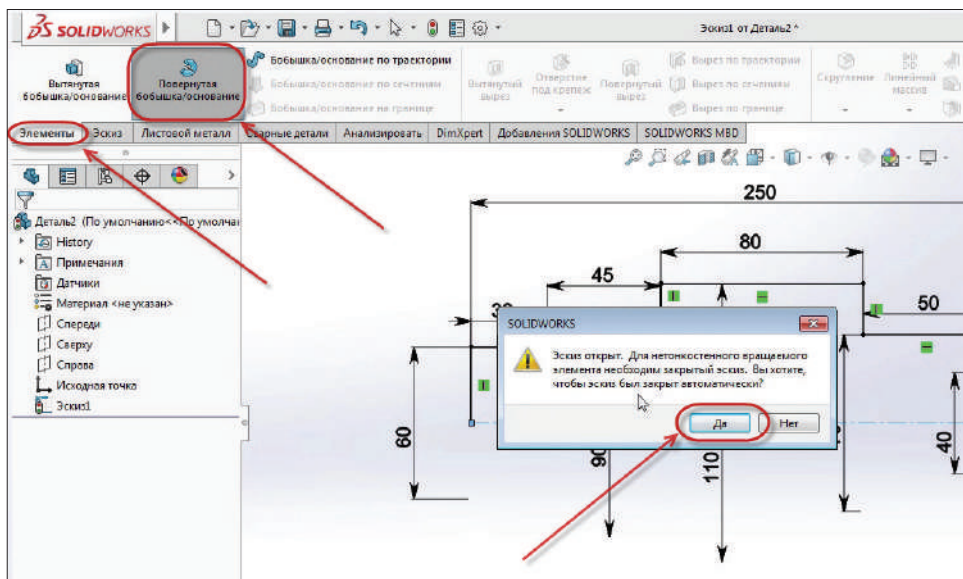 SOLIDWORKS
Эскиз1 от Деталь2 *
Вытянутая
бобышка/основание
Повернутая
бобышка/основание
Бобышка/основание по траектории
Бобышка/основание по сечениям
Бобышка/основание на границе
Вытянутый
вырез
Отверстие
под крепеж
Повернутый
вырез
Вырез по траектории
Вырез по сечениям
Вырез по границе
Скругление
Линейный
массив
Элементы
Эскиз
Листовой металл
Сварные детали
Анализировать
DimXpert
Добавления SOLIDWORKS
SOLIDWORKS MBD
Деталь2 (По умолчанию<<По умолчан
History
Примечания
Датчики
Материал <не указан>
Спереди
Сверху
Справа
Исходная точка
Эскиз1
250
80
45
50
60
110
40
SOLIDWORKS
Эскиз открыт. Для нетонкостенного вращаемого
элемента необходим закрытый эскиз. Вы хотите,
чтобы эскиз был закрыт автоматически?
Да
Нет